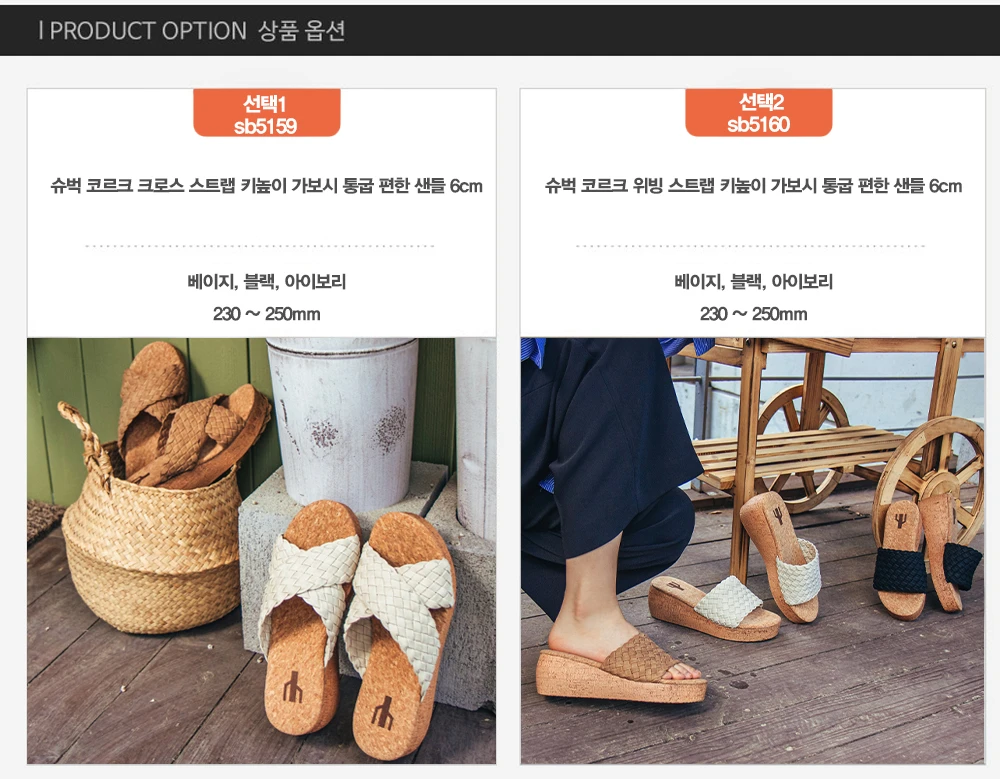 | PRODUCT OPTION 상품 옵션
선택1
sb5159
슈벅 코르크 크로스 스트랩 키높이 가보시 통굽 편한 샌들 6cm
베이지, 블랙, 아이보리
230 ~ 250mm
선택2
sb5160
슈벅 코르크 위빙 스트랩 키높이 가보시 통굽 편한 샌들 6cm
베이지, 블랙, 아이보리
230 ~ 250mm